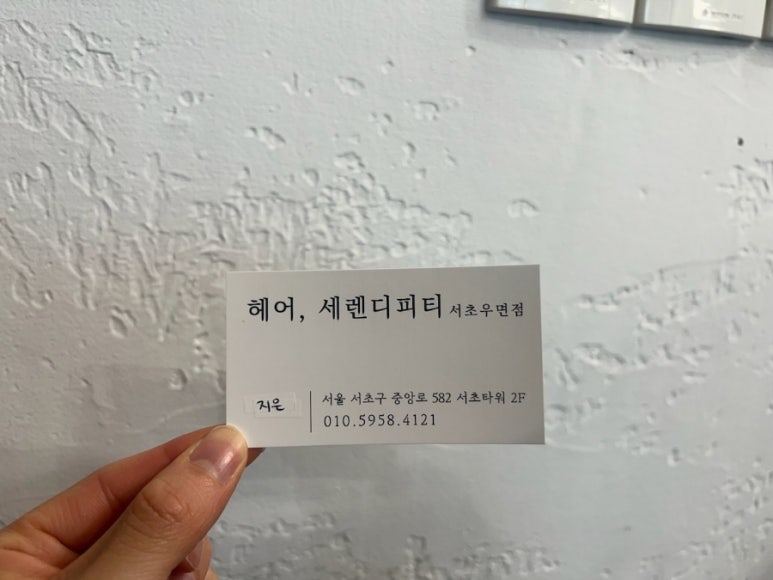 헤어, 세렌디피티 서초우면점
지은
서울 서초구 중앙로 582 서초타워 2F
010.5958.4121